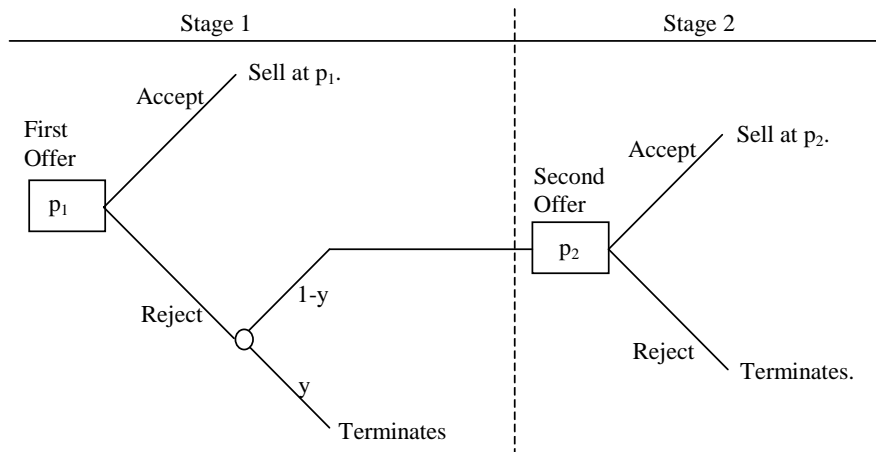 Stage 1
Stage 2
Sell at p₁.
Accept
First
Offer
p₁
Reject
1-y
y
Terminates
Second
Offer
p₂
Accept
Sell at p₂.
Reject
Terminates.